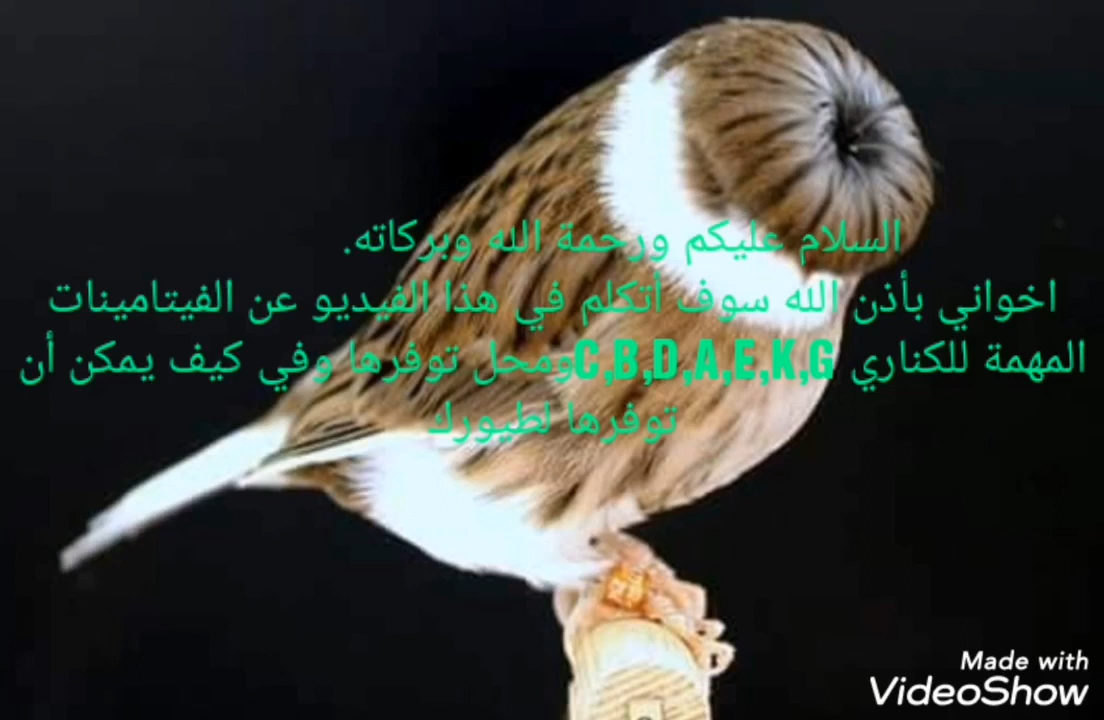 السلام عليكم ورحمة الله وبركاته.
اخواني بأذن الله سوف أتكلم في هذا الفيديو عن الفيتامينات
المهمة للكناري C,B,D,A,E,K,Gومحل توفرها وفي كيف يمكن أن
توفرها لطيورك
Made with
VideoShow